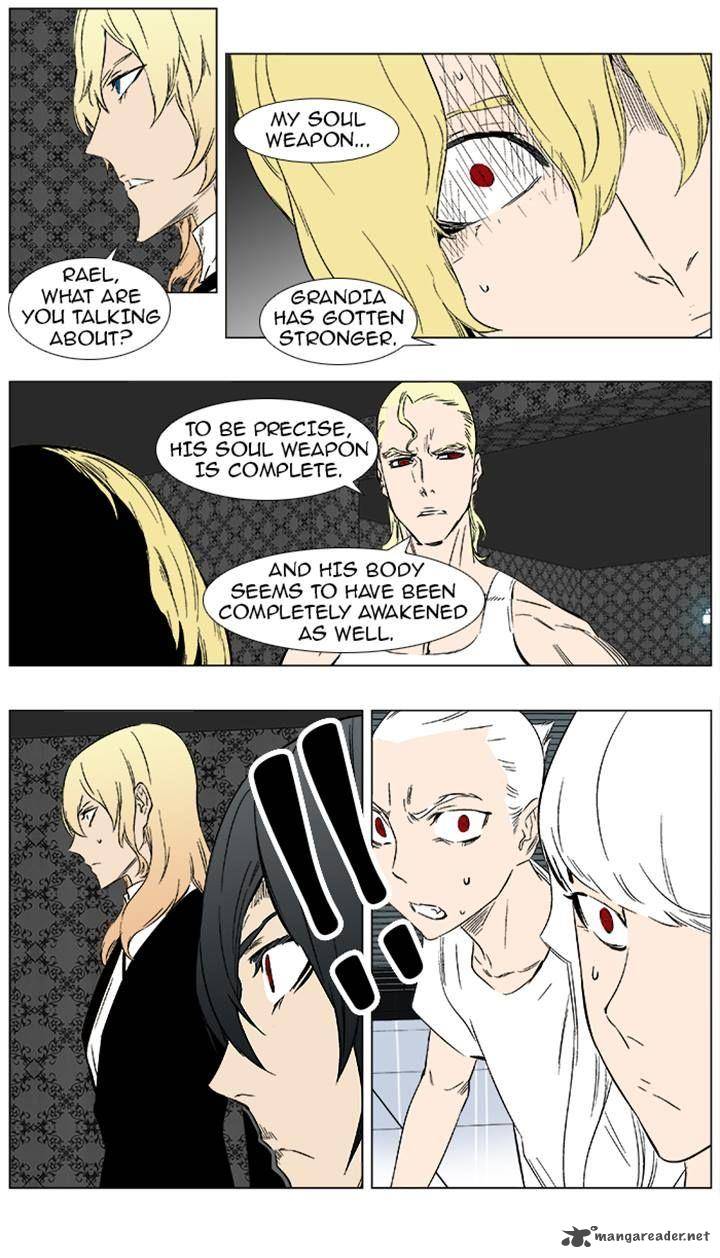 RAEL,
WHAT ARE
YOU TALKING
ABOUT?
MY SOUL
WEAPON...
GRANDIA
HAS GOTTEN
STRONGER.
TO BE PRECISE,
HIS SOUL WEAPON
IS COMPLETE.
AND HIS BODY
SEEMS TO HAVE BEEN
COMPLETELY AWAKENED
AS WELL.
!!
mangareader.net